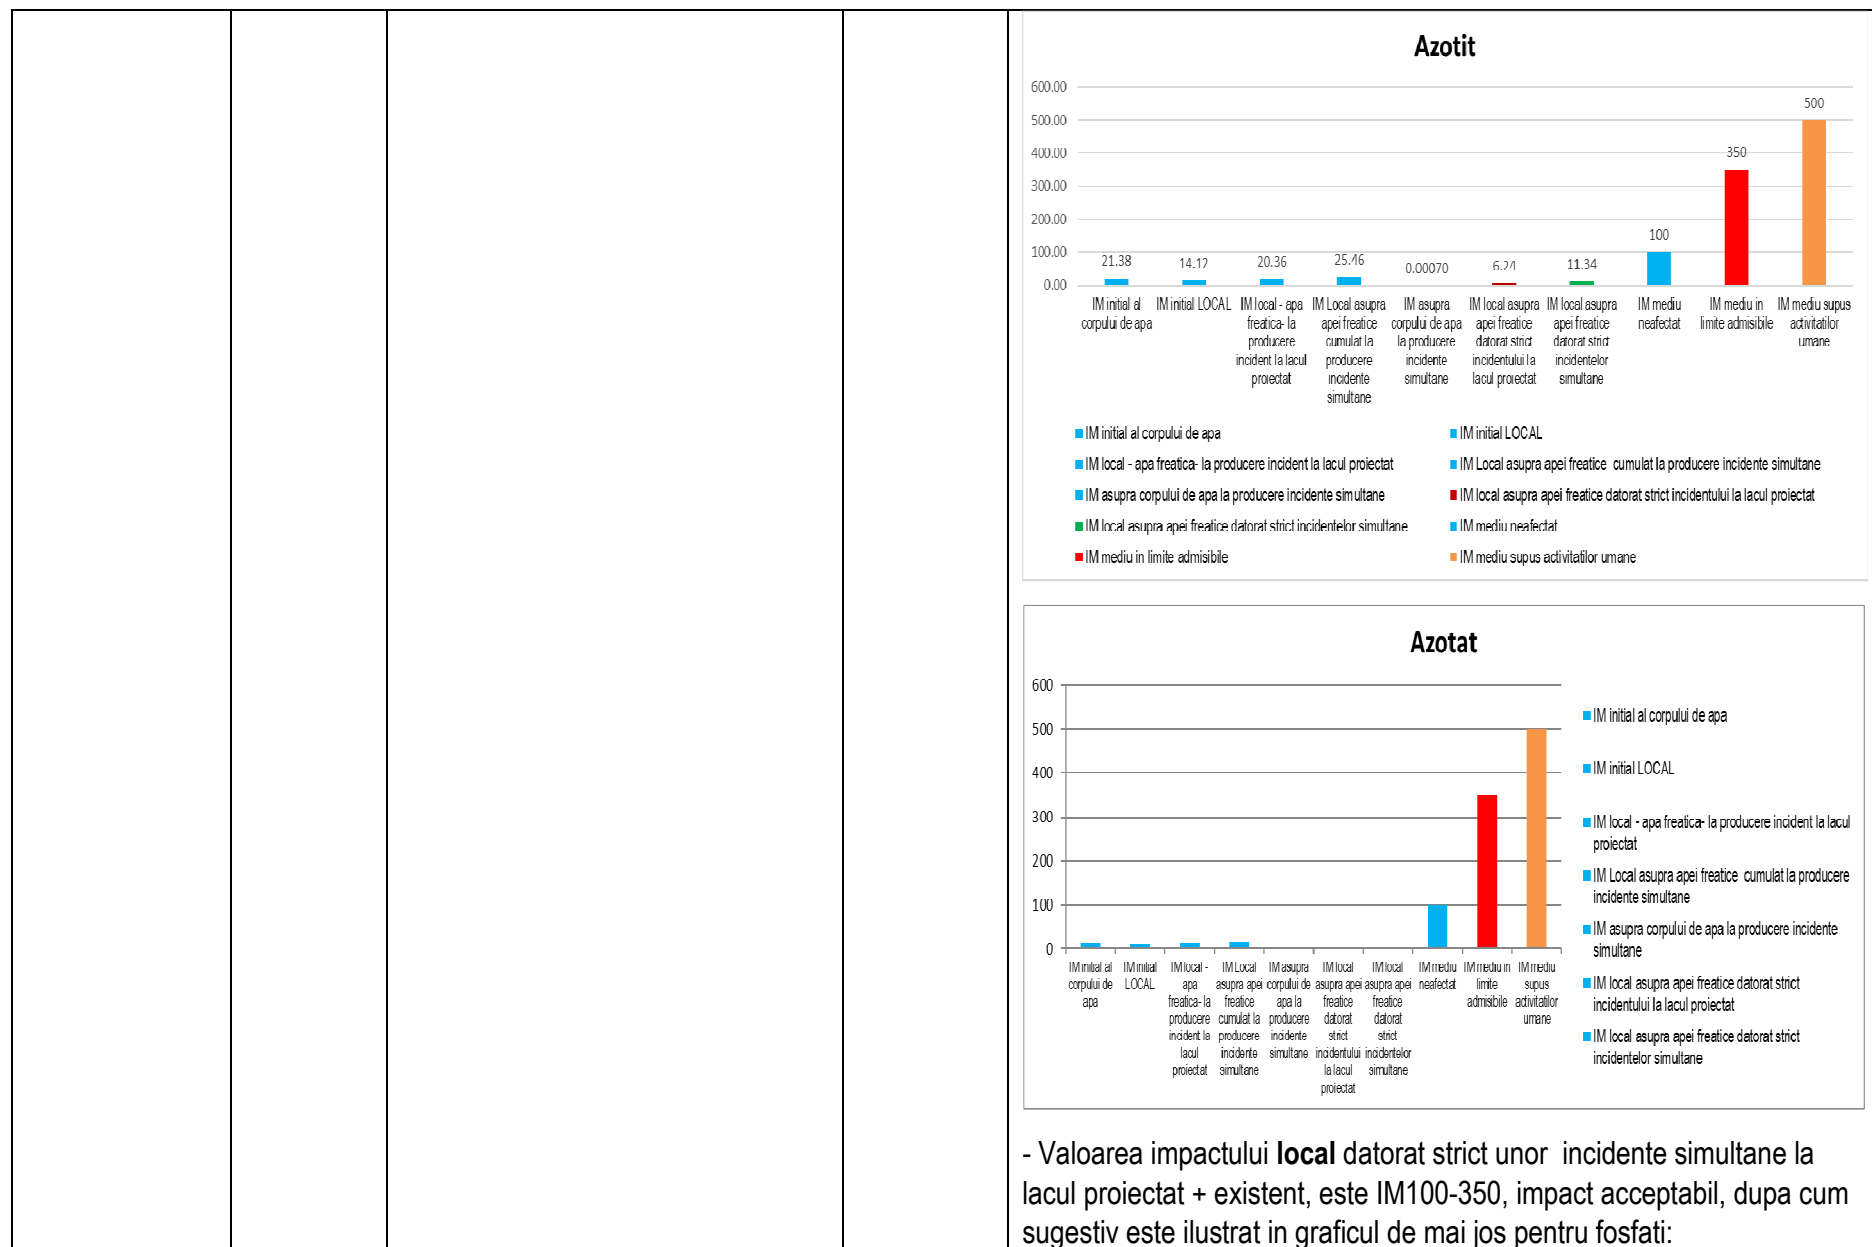 Azotit
600.00
500.00
400.00
300.00
200.00
100.00
0.00
21.38
14.12
20.36
25.46
0.00070
6.24
11.34
100
350
500
IM initial al
corpului de apa
IM initial LOCAL
IM local - apa
freatica- la
producere
incident la lacul
proiectat
IM Local asupra
apei freatice
cumulat la
producere
incidente
simultane
IM asupra
corpului de apa
la producere
incidente
simultane
IM local asupra
apei freatice
datorat strict
incidentului la
lacul proiectat
IM local asupra
apei freatice
datorat strict
incidentelor
simultane
IM mediu
neafectat
IM mediu in
limite admisibile
IM mediu supus
activitatilor
umane
IM initial al corpului de apa
IM initial LOCAL
IM local - apa freatica- la producere incident la lacul proiectat
IM Local asupra apei freatice cumulat la producere incidente simultane
IM asupra corpului de apa la producere incidente simultane
IM local asupra apei freatice datorat strict incidentului la lacul proiectat
IM local asupra apei freatice datorat strict incidentelor simultane
IM mediu neafectat
IM mediu in limite admisibile
IM mediu supus activitatilor umane
Azotat
600
500
400
300
200
100
0
IM initial al
corpului de
apa
IM initial
LOCAL
IM local -
apa
freatica- la
producere
incident la
lacul
proiectat
IM Local
asupra apei
freatice
cumulat la
producere
incidente
simultane
IM asupra
corpului de
apa la
producere
incidente
simultane
IM local
asupra apei
freatice
datorat
strict
incidentului
la lacul
proiectat
IM local
asupra apei
freatice
datorat
strict
incidentelor
simultane
IM mediu
neafectat
IM mediu in
limite
admisibile
IM mediu
supus
activitatilor
umane
IM initial al corpului de apa
IM initial LOCAL
IM local - apa freatica- la producere incident la lacul
proiectat
IM Local asupra apei freatice cumulat la producere
incidente simultane
IM asupra corpului de apa la producere incidente
simultane
IM local asupra apei freatice datorat strict
incidentului la lacul proiectat
IM local asupra apei freatice datorat strict
incidentelor simultane
- Valoarea impactului local datorat strict unor incidente simultane la
lacul proiectat + existent, este IM100-350, impact acceptabil, dupa cum
sugestiv este ilustrat in graficul de mai jos pentru fosfati: